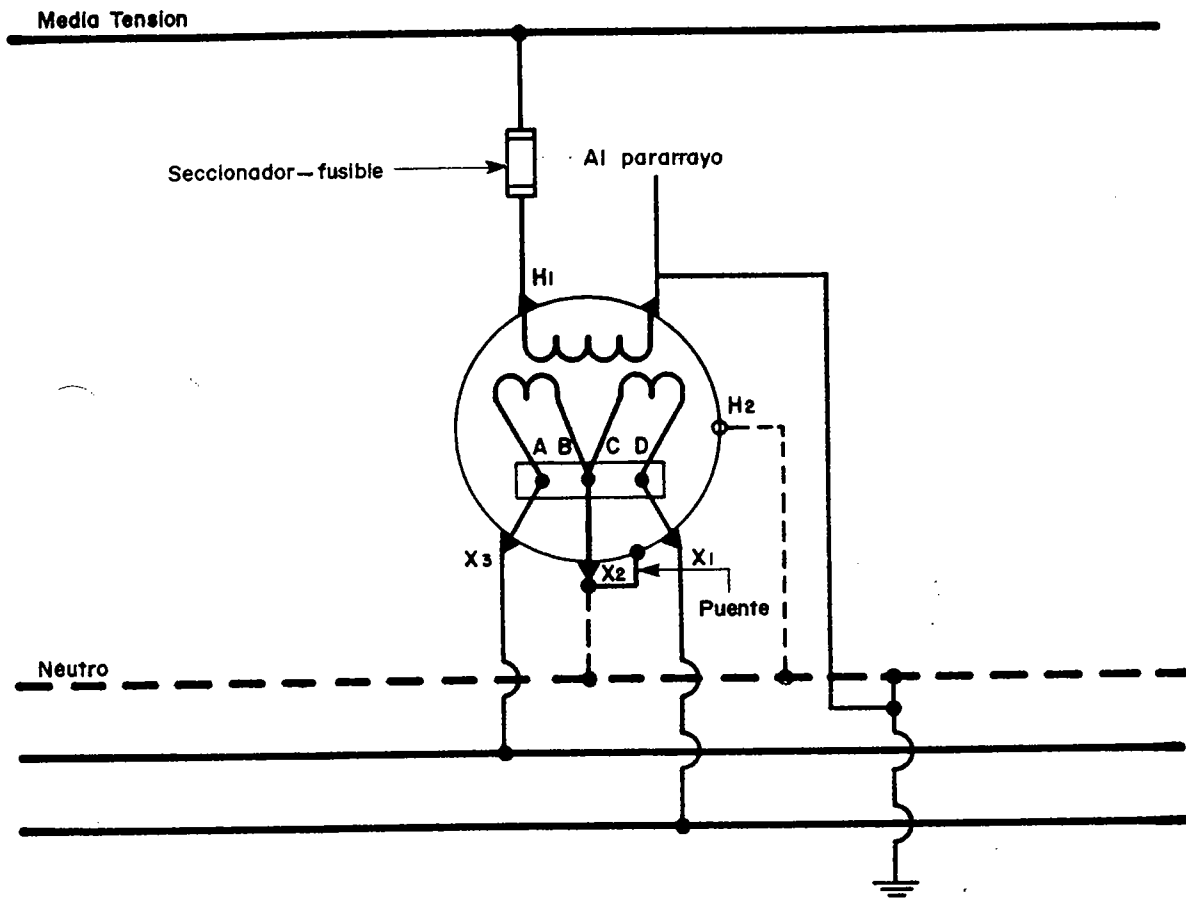 Media Tension
Seccionador-fusible
Al pararrayo
H1
H2
A B C D
X3
X2
X1
Puente
Neutro